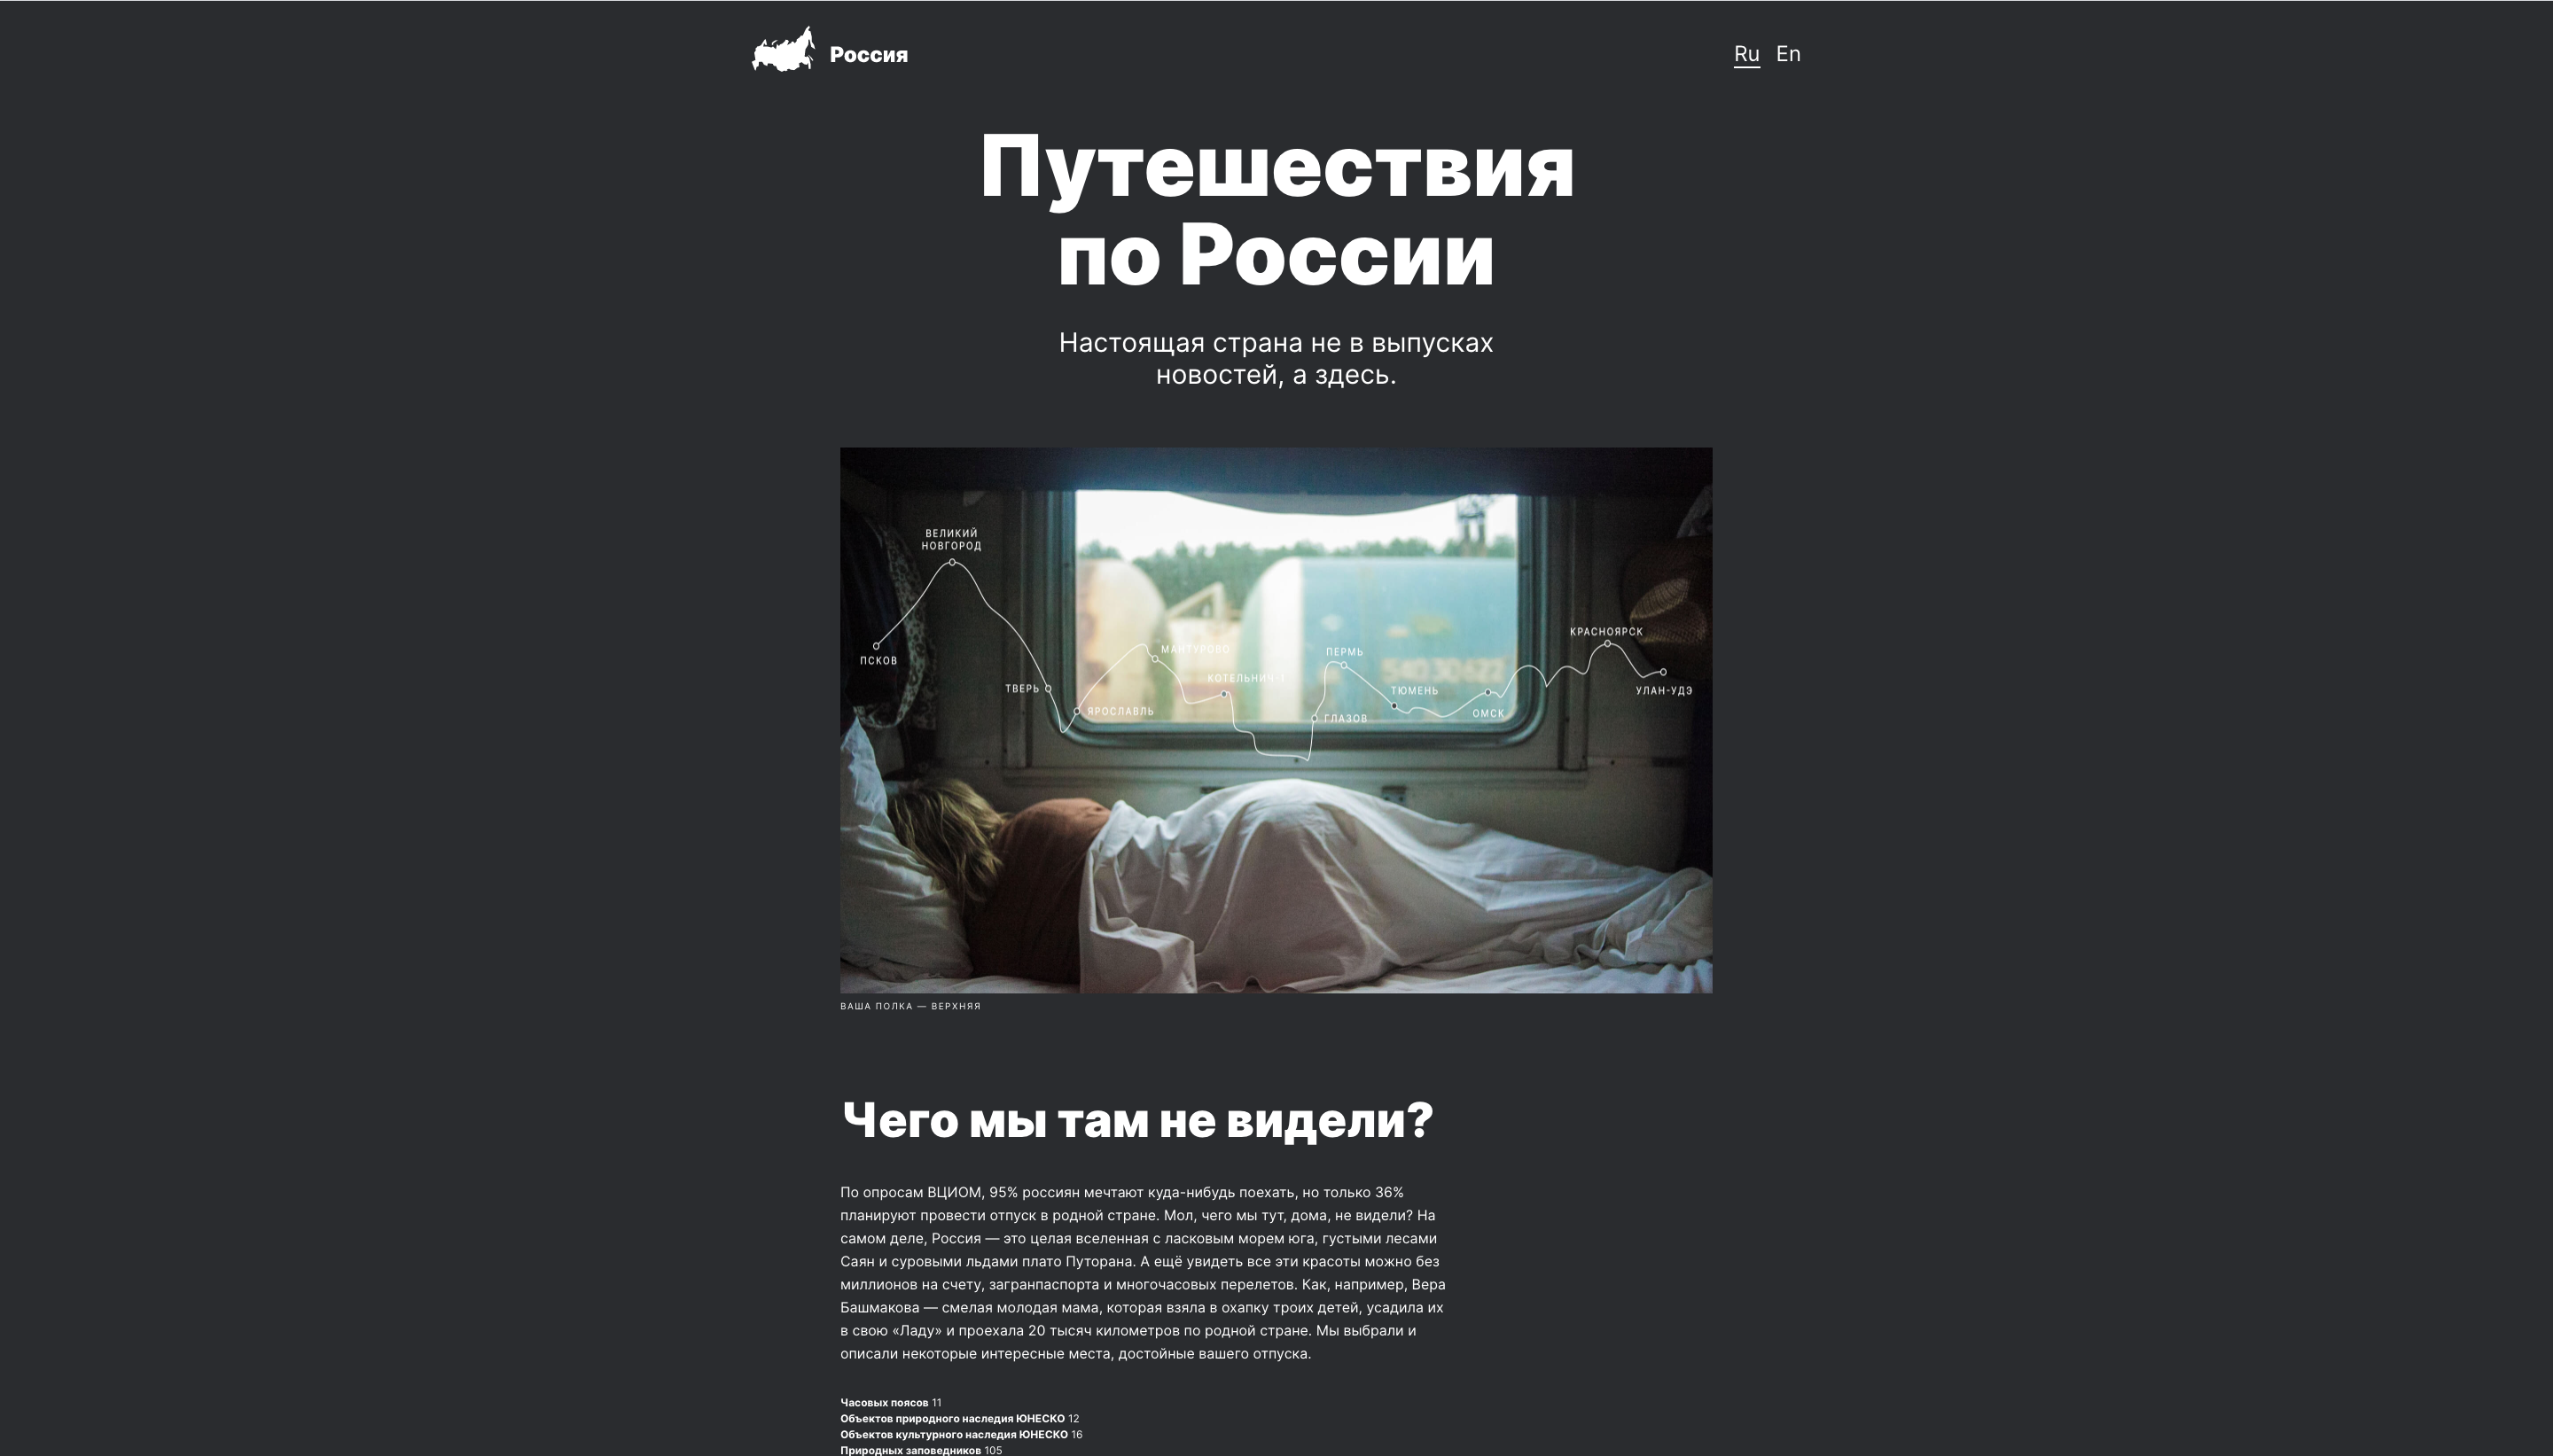 Россия
Ru En
Путешествия
по России
Настоящая страна не в выпусках
новостей, а здесь.
ВЕЛИКИЙ
НОВГОРОД
ПСКОВ
ТВЕРЬ
ЯРОСЛАВЛЬ
МАНТУРОВО
КОТЕЛЬНИЧ-1
ГЛАЗОВ
ПЕРМЬ
ТЮМЕНЬ
ОМСК
КРАСНОЯРСК
УЛАН-УДЭ
54030622
ВАША ПОЛКА — ВЕРХНЯЯ
Чего мы там не видели?
По опросам ВЦИОМ, 95% россиян мечтают куда-нибудь поехать, но только 36%
планируют провести отпуск в родной стране. Мол, чего мы тут, дома, не видели? На
самом деле, Россия — это целая вселенная с ласковым морем юга, густыми лесами
Саян и суровыми льдами плато Путорана. А ещё увидеть все эти красоты можно без
миллионов на счету, загранпаспорта и многочасовых перелетов. Как, например, Вера
Башмакова — смелая молодая мама, которая взяла в охапку троих детей, усадила их
в свою «Ладу» и проехала 20 тысяч километров по родной стране. Мы выбрали и
описали некоторые интересные места, достойные вашего отпуска.
Часовых поясов 11
Объектов природного наследия ЮНЕСКО 12
Объектов культурного наследия ЮНЕСКО 16
Природных заповедников 105